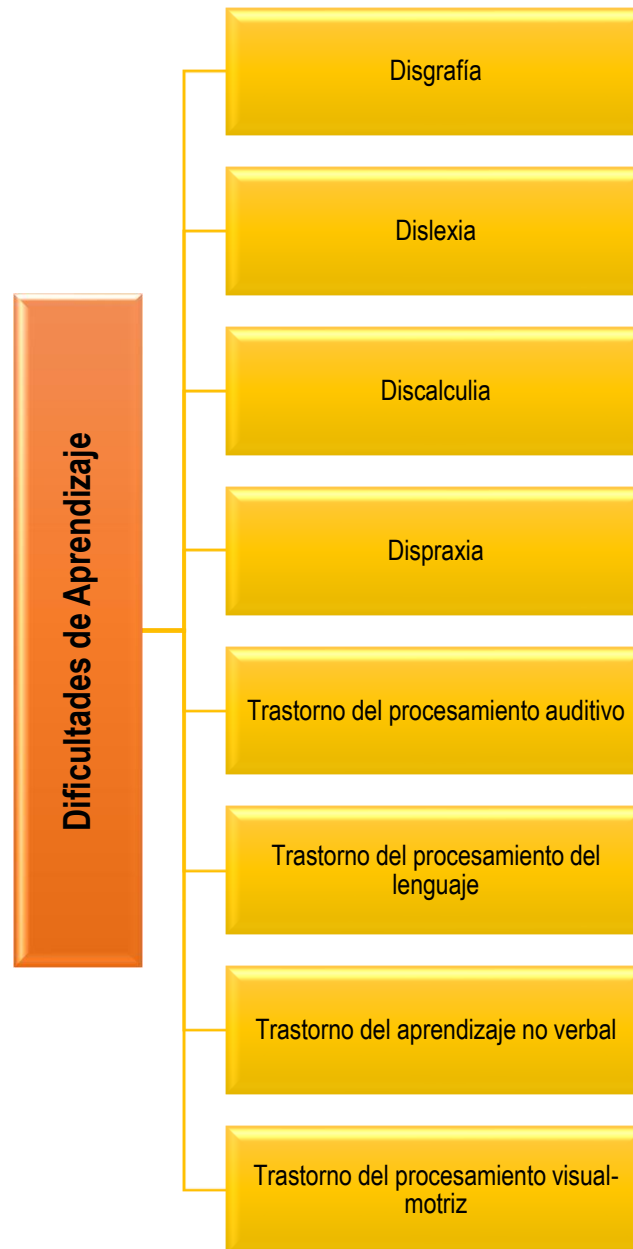 Dificultades de Aprendizaje
Disgrafía
Dislexia
Discalculia
Dispraxia
Trastorno del procesamiento auditivo
Trastorno del procesamiento del
lenguaje
Trastorno del aprendizaje no verbal
Trastorno del procesamiento visual-
motriz